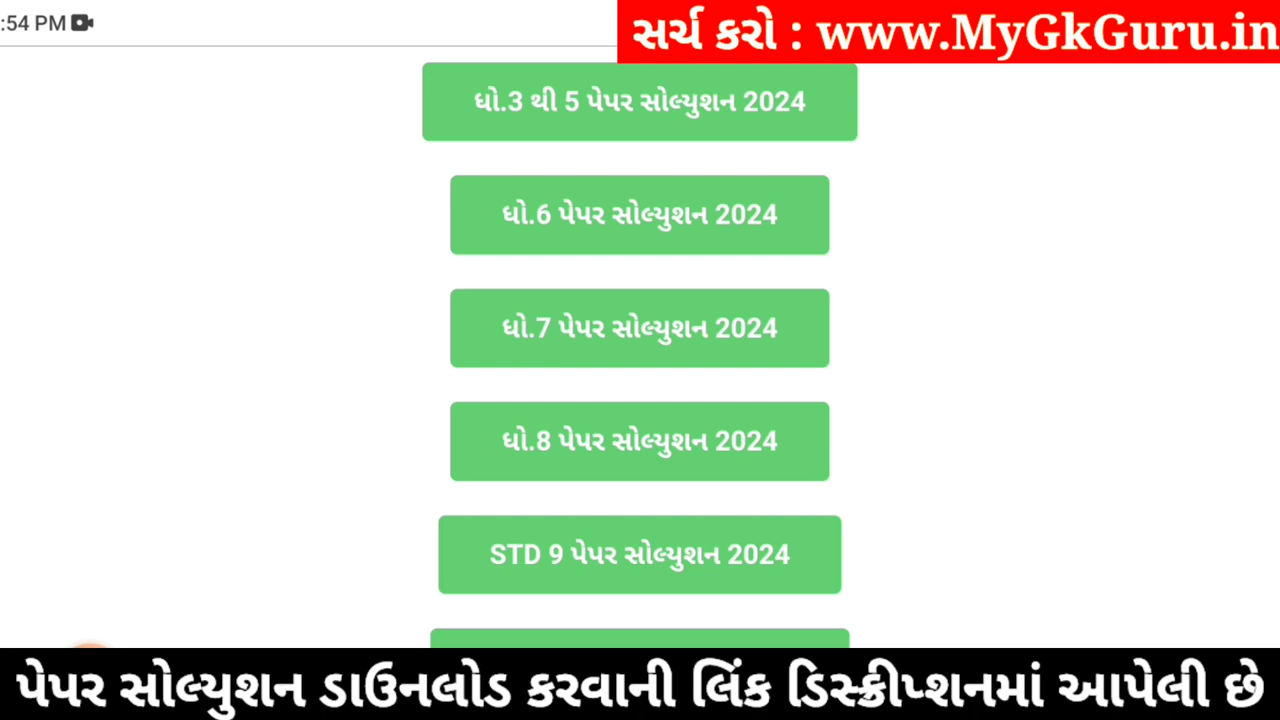 :54 PM
સર્ચ કરો : www.MyGkGuru.in
ધો.3 થી 5 પેપર સોલ્યુશન 2024
ધો.6 પેપર સોલ્યુશન 2024
ધો.7 પેપર સોલ્યુશન 2024
ધો.8 પેપર સોલ્યુશન 2024
STD 9 પેપર સોલ્યુશન 2024
પેપર સોલ્યુશન ડાઉનલોડ કરવાની લિંક ડિસ્ક્રીપ્શનમાં આપેલી છે